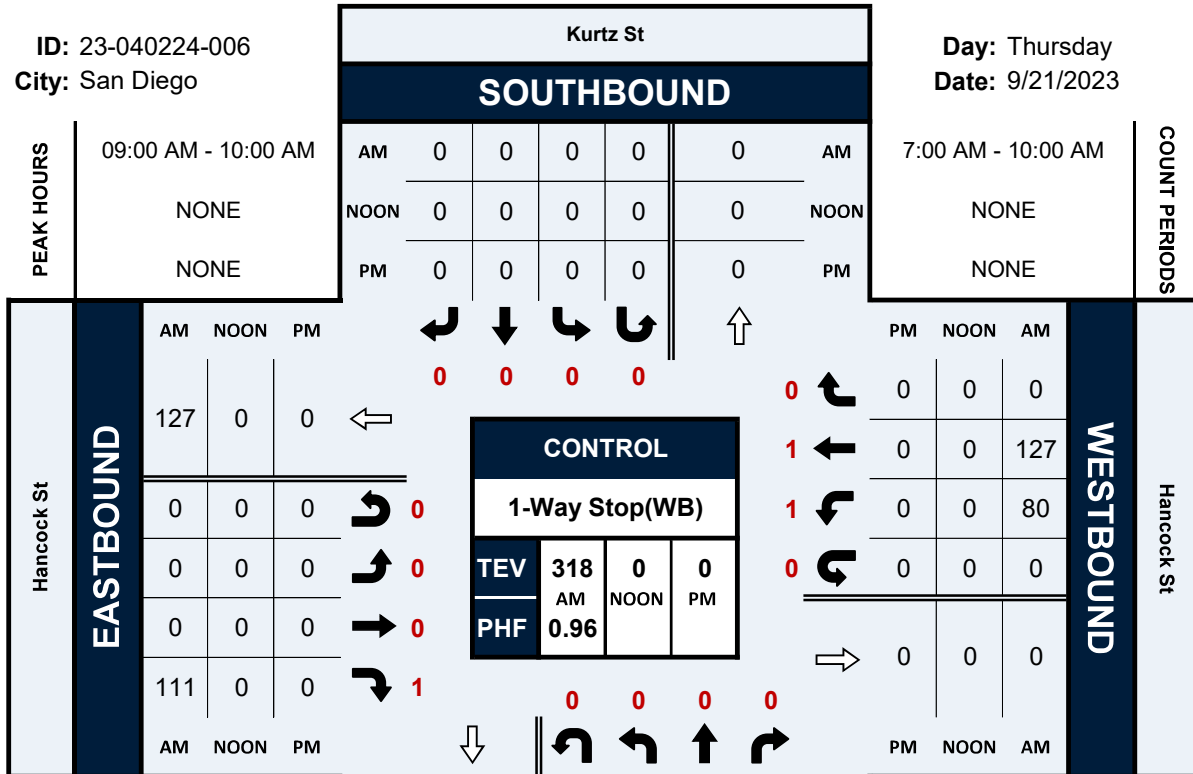 Kurtz St
ID: 23-040224-006
City: San Diego
Day: Thursday
Date: 9/21/2023
SOUTHBOUND
PEAK HOURS
09:00 AM - 10:00 AM
NONE
NONE
AM 0 0 0 0 0 AM
NOON 0 0 0 0 0 NOON
PM 0 0 0 0 0 PM
7:00 AM - 10:00 AM
NONE
NONE
COUNT PERIODS
0 0 0 0
Hancock St
EASTBOUND
AM NOON PM
127 0 0
0 0 0 0
0 0 0 0
0 0 0 0
111 0 0 1
AM NOON PM
CONTROL
1-Way Stop(WB)
TEV 318 0 0
AM NOON PM
PHF 0.96
PM NOON AM
0 0 0 0
1 0 0 127
1 0 0 80
0 0 0 0
0 0 0
PM NOON AM
WESTBOUND
Hancock St
0 0 0 0